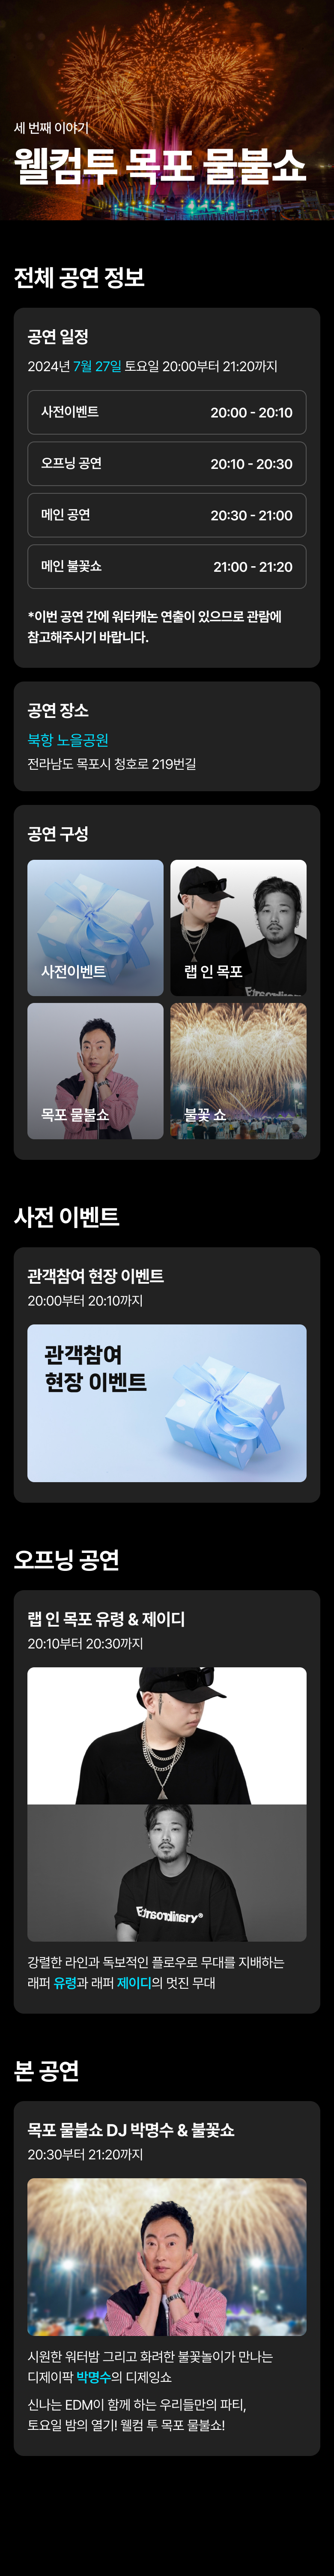 세 번째 이야기
웰컴투 목포 물불쇼
전체 공연 정보
공연 일정
2024년 7월 27일 토요일 20:00부터 21:20까지
사전이벤트 20:00 - 20:10
오프닝 공연 20:10 - 20:30
메인 공연 20:30 - 21:00
메인 불꽃쇼 21:00 - 21:20
*이번 공연 간에 워터캐논 연출이 있으므로 관람에
참고해주시기 바랍니다.
공연 장소
북항 노을공원
전라남도 목포시 청호로 219번길
공연 구성
사전이벤트
랩 인 목포
Extraordinary
목포 물불쇼
불꽃 쇼
사전 이벤트
관객참여 현장 이벤트
20:00부터 20:10까지
관객참여
현장 이벤트
오프닝 공연
랩 인 목포 유령 & 제이디
20:10부터 20:30까지
Extraordinary®
강렬한 라인과 독보적인 플로우로 무대를 지배하는
래퍼 유령과 래퍼 제이디의 멋진 무대
본 공연
목포 물불쇼 DJ 박명수 & 불꽃쇼
20:30부터 21:20까지
시원한 워터밤 그리고 화려한 불꽃놀이가 만나는
디제이팍 박명수의 디제잉쇼
신나는 EDM이 함께 하는 우리들만의 파티,
토요일 밤의 열기! 웰컴 투 목포 물불쇼!